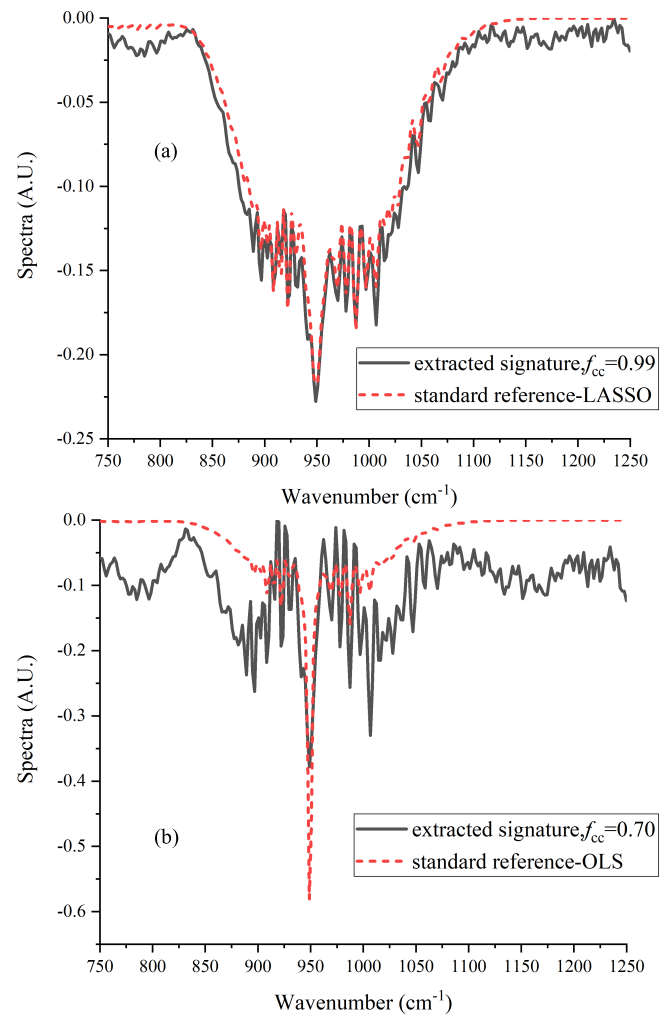 0.00
-0.05
-0.10
-0.15
-0.20
-0.25
Spectra (A.U.)
(a)
extracted signature,fcc=0.99
standard reference-LASSO
750 800 850 900 950 1000 1050 1100 1150 1200 1250
Wavenumber (cm-1)
0.0
-0.1
-0.2
-0.3
-0.4
-0.5
-0.6
Spectra (A.U.)
(b)
extracted signature,fcc=0.70
standard reference-OLS
750 800 850 900 950 1000 1050 1100 1150 1200 1250
Wavenumber (cm-1)